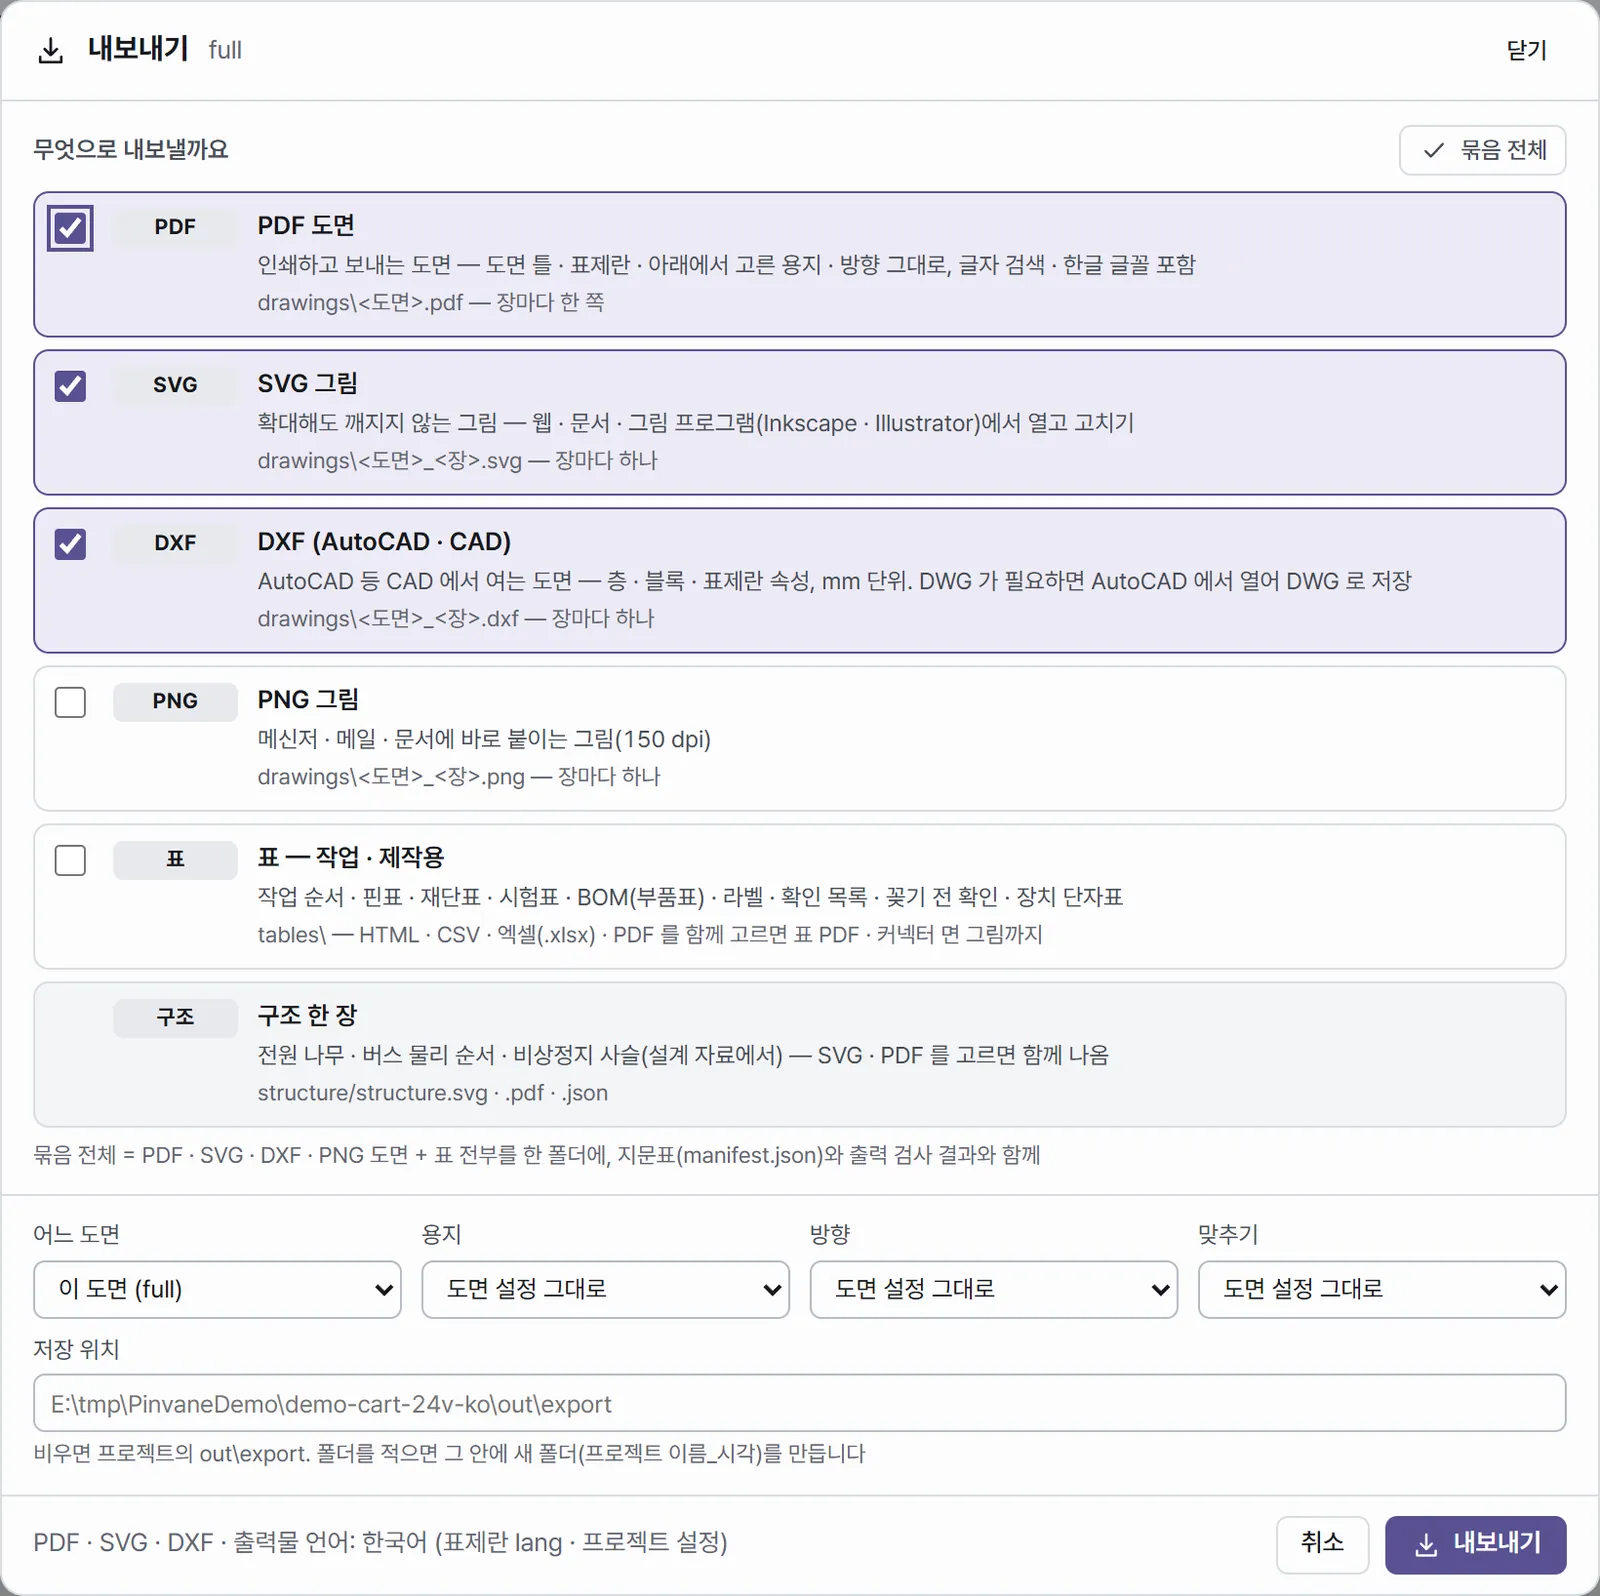 내보내기 full
닫기
무엇으로 내보낼까요
묶음 전체
PDF
PDF 도면
인쇄하고 보내는 도면 — 도면 틀 · 표제란 · 아래에서 고른 용지 · 방향 그대로, 글자 검색 · 한글 글꼴 포함
drawings\<도면>.pdf — 장마다 한 쪽
SVG
SVG 그림
확대해도 깨지지 않는 그림 — 웹 · 문서 · 그림 프로그램(Inkscape · Illustrator)에서 열고 고치기
drawings\<도면>_<장>.svg — 장마다 하나
DXF
DXF (AutoCAD · CAD)
AutoCAD 등 CAD 에서 여는 도면 — 층 · 블록 · 표제란 속성, mm 단위. DWG 가 필요하면 AutoCAD 에서 열어 DWG 로 저장
drawings\<도면>_<장>.dxf — 장마다 하나
PNG
PNG 그림
메신저 · 메일 · 문서에 바로 붙이는 그림(150 dpi)
drawings\<도면>_<장>.png — 장마다 하나
표
표 — 작업 · 제작용
작업 순서 · 핀표 · 재단표 · 시험표 · BOM(부품표) · 라벨 · 확인 목록 · 꽂기 전 확인 · 장치 단자표
tables\ — HTML · CSV · 엑셀(.xlsx) · PDF 를 함께 고르면 표 PDF · 커넥터 면 그림까지
구조
구조 한 장
전원 나무 · 버스 물리 순서 · 비상정지 사슬(설계 자료에서) — SVG · PDF 를 고르면 함께 나옴
structure/structure.svg · .pdf · .json
묶음 전체 = PDF · SVG · DXF · PNG 도면 + 표 전부를 한 폴더에, 지문표(manifest.json)와 출력 검사 결과와 함께
어느 도면
이 도면 (full)
용지
도면 설정 그대로
방향
도면 설정 그대로
맞추기
도면 설정 그대로
저장 위치
E:\tmp\PinvaneDemo\demo-cart-24v-ko\out\export
비우면 프로젝트의 out\export. 폴더를 적으면 그 안에 새 폴더(프로젝트 이름_시각)를 만듭니다
PDF · SVG · DXF · 출력물 언어: 한국어 (표제란 lang · 프로젝트 설정)
취소
내보내기